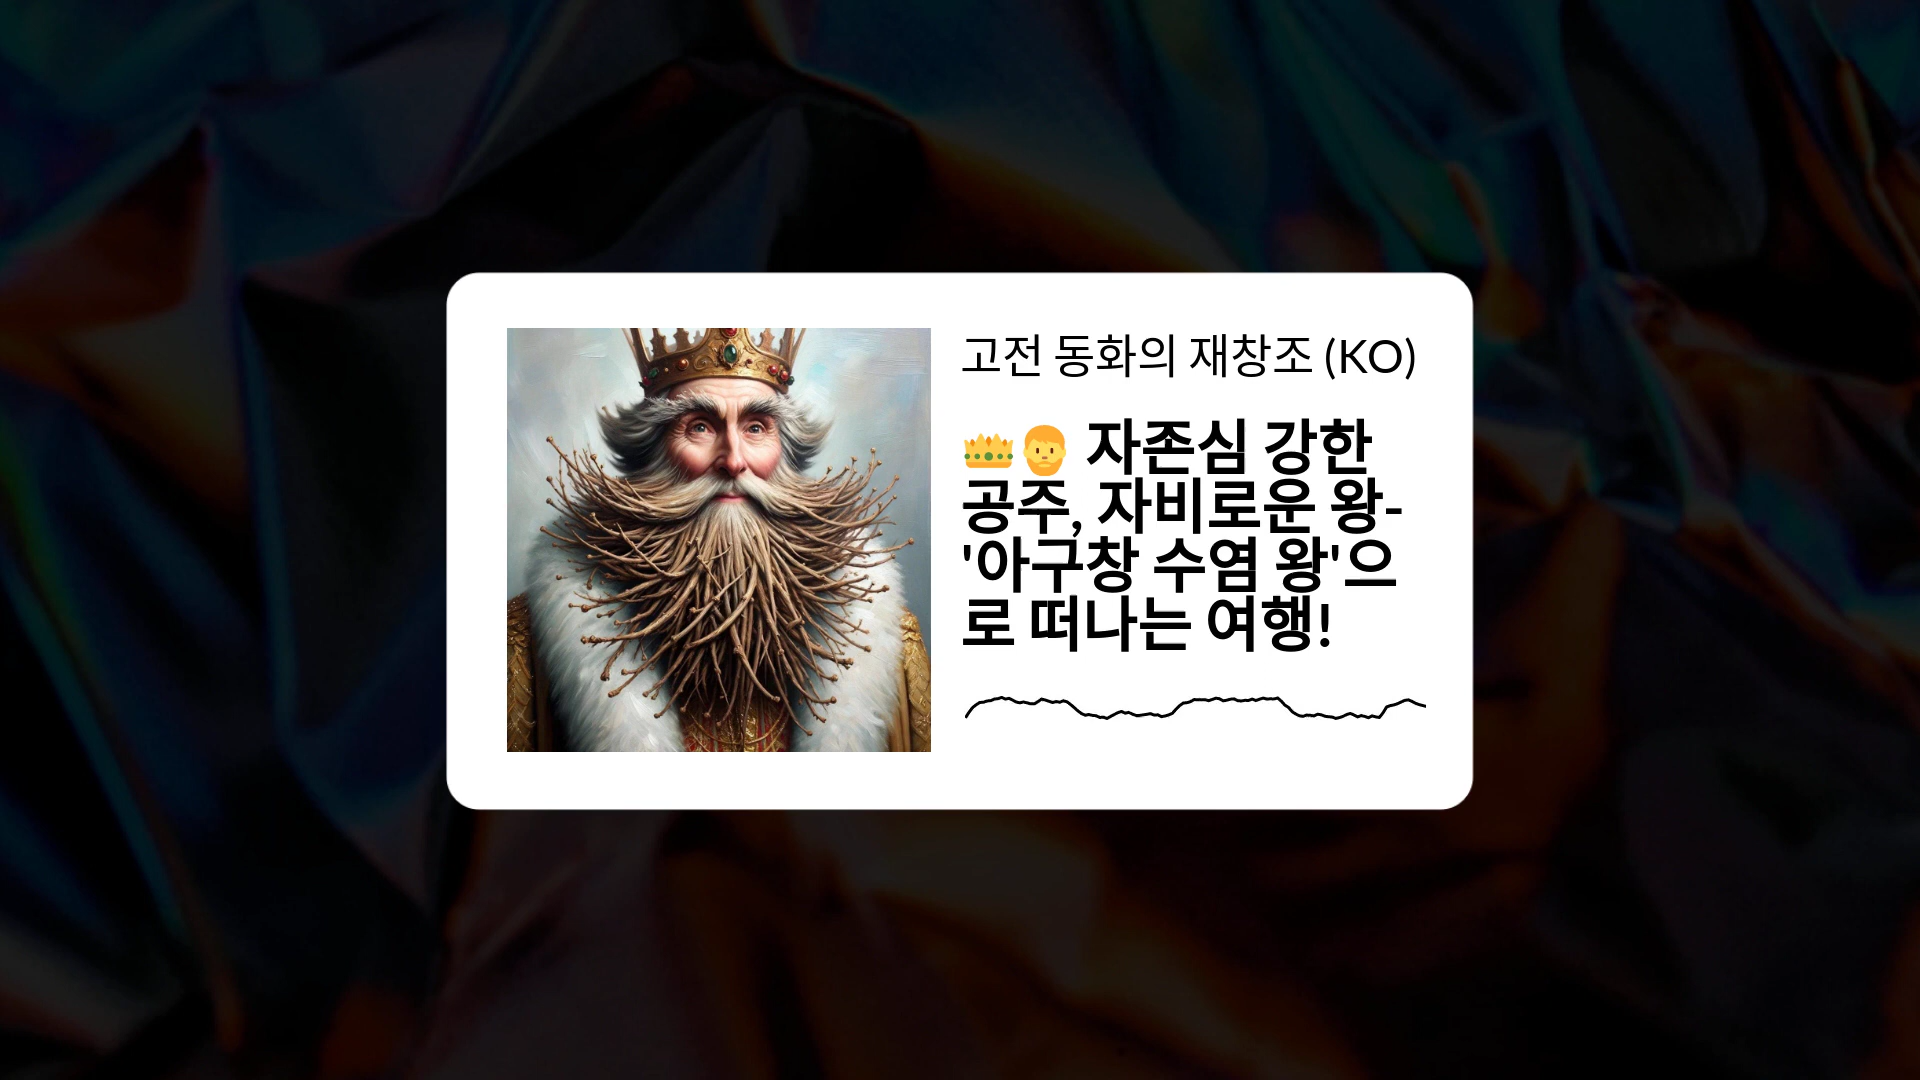 고전 동화의 재창조 (KO)
👑🧔 자존심 강한
공주, 자비로운 왕-
'아구창 수염 왕'으
로 떠나는 여행!